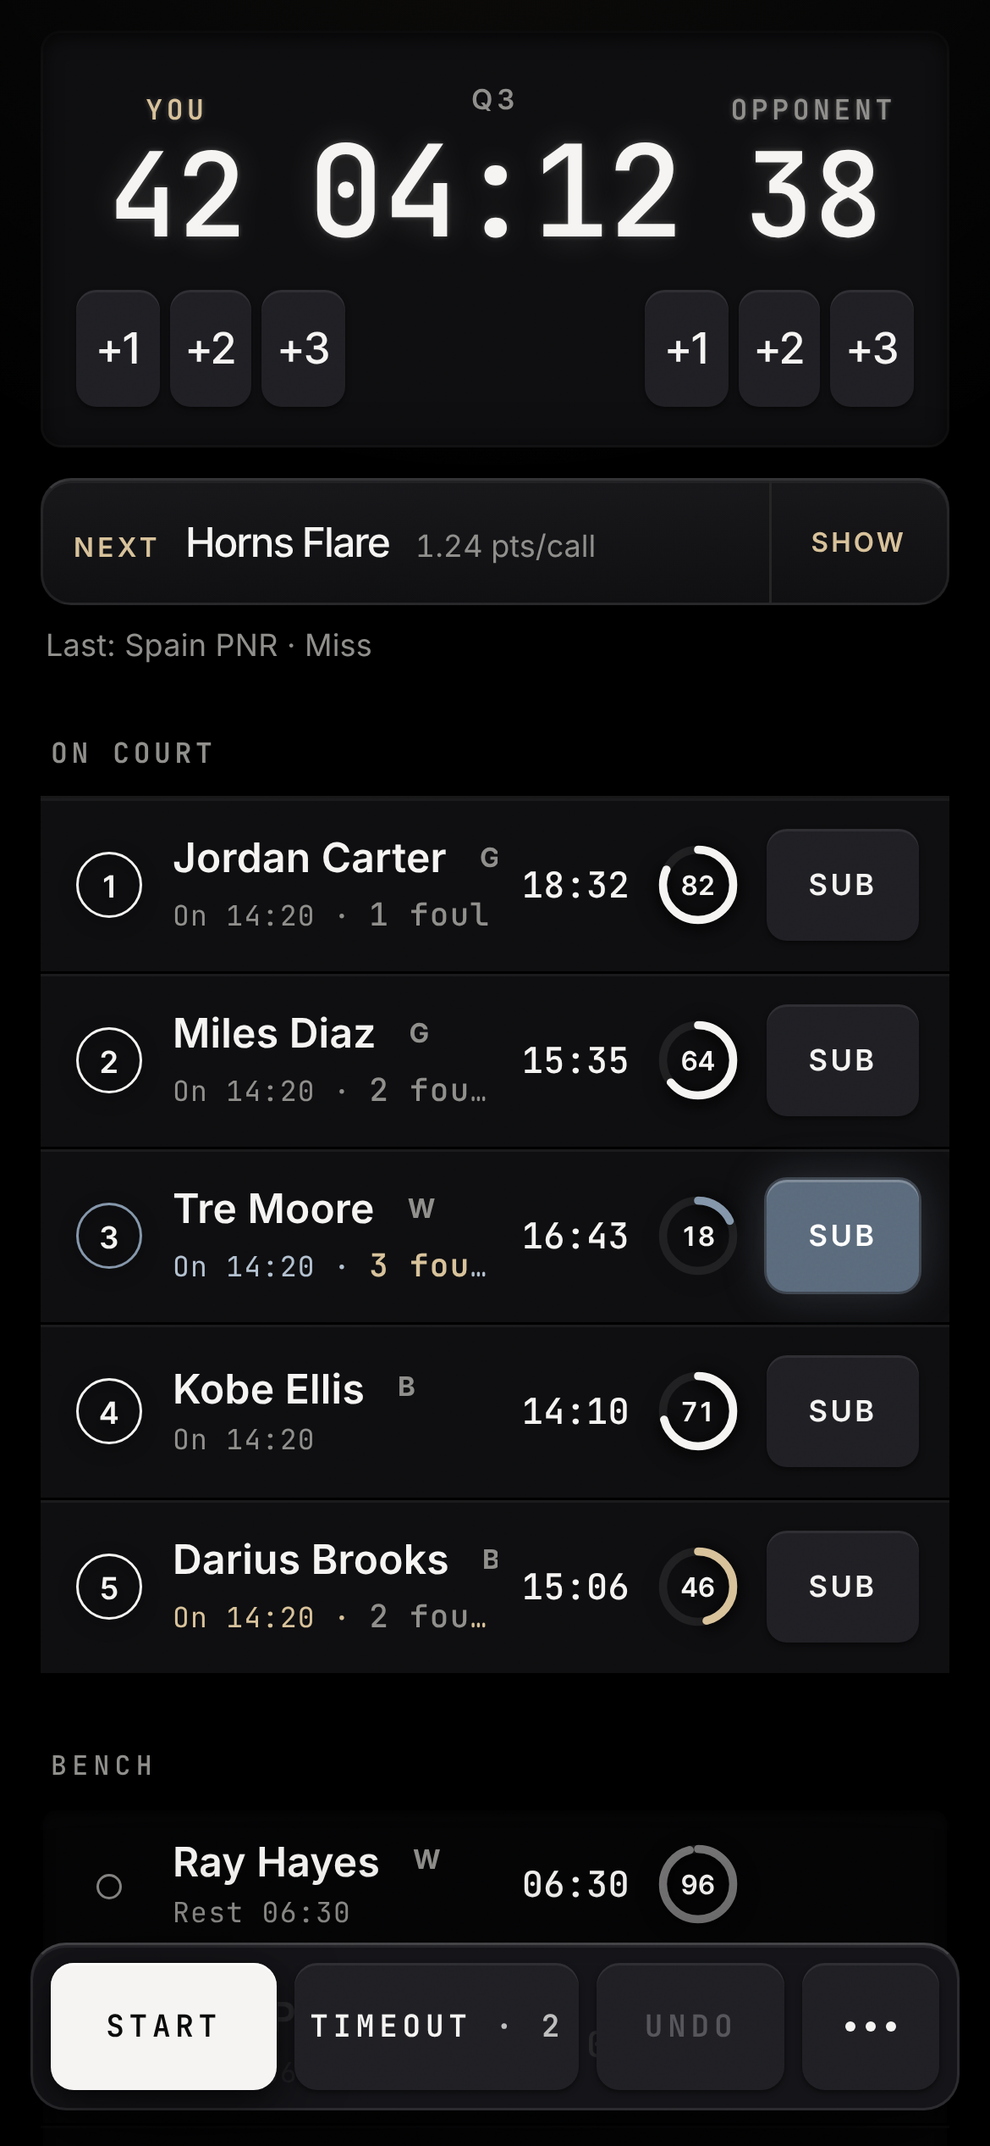 YOU
Q3
OPPONENT
42
04:12
38
+1 +2 +3
+1 +2 +3
NEXT Horns Flare 1.24 pts/call SHOW
Last: Spain PNR · Miss
ON COURT
1 Jordan Carter G 18:32 82 SUB
On 14:20 · 1 foul
2 Miles Diaz G 15:35 64 SUB
On 14:20 · 2 fou…
3 Tre Moore W 16:43 18 SUB
On 14:20 · 3 fou…
4 Kobe Ellis B 14:10 71 SUB
On 14:20
5 Darius Brooks B 15:06 46 SUB
On 14:20 · 2 fou…
BENCH
Ray Hayes W 06:30 96
Rest 06:30
START TIMEOUT · 2 UNDO